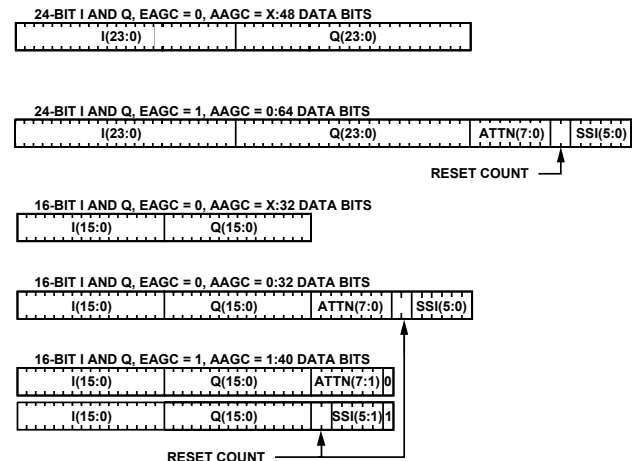 24-BIT I AND Q, EAGC = 0, AAGC = X:48 DATA BITS
I(23:0) Q(23:0)
24-BIT I AND Q, EAGC = 1, AAGC = 0:64 DATA BITS
I(23:0) Q(23:0) ATTN(7:0) SSI(5:0)
RESET COUNT
16-BIT I AND Q, EAGC = 0, AAGC = X:32 DATA BITS
I(15:0) Q(15:0)
16-BIT I AND Q, EAGC = 0, AAGC = 0:32 DATA BITS
I(15:0) Q(15:0) ATTN(7:0) SSI(5:0)
16-BIT I AND Q, EAGC = 1, AAGC = 1:40 DATA BITS
I(15:0) Q(15:0) ATTN(7:1) 0
I(15:0) Q(15:0) SSI(5:1) 1
RESET COUNT